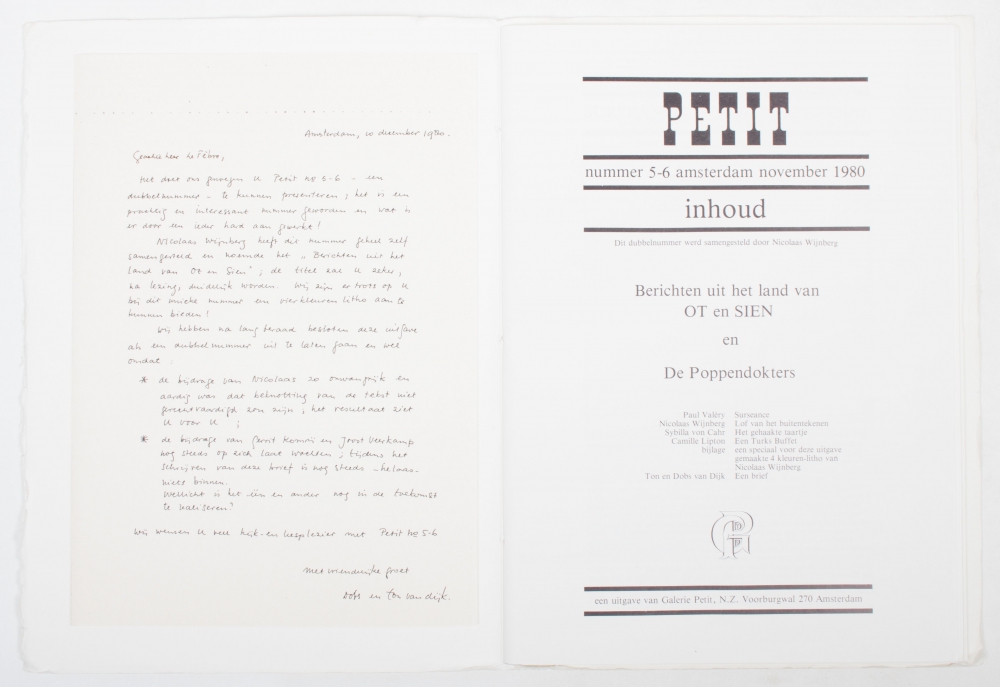 Amsterdam, 10 december 1980.
Geachte heer de
Het doet ons genoegen U Petit No 5-6 – een
dubbelnummer – te kunnen presenteren; het is een
prachtig en interessant nummer geworden en wat is
er door een ieder hard aan gewerkt!
Nicolaas Wijnberg heeft dit nummer geheel zelf
samengesteld en noemde het „Berichten uit het
land van Ot en Sien"; de titel zal U zeker,
na lezing, duidelijk worden. Wij zijn er trots op U
bij dit unieke nummer een vierkleuren litho aan te
kunnen bieden!
Wij hebben na lang beraad besloten deze uitgave
als een dubbelnummer uit te laten gaan en wel
omdat :
* de bijdrage van Nicolaas zo omvangrijk en
aardig was dat beknotting van de tekst niet
gerechtvaardigd zou zijn; het resultaat ziet
U voor U ;
* de bijdrage van Gerrit Komrij en Joost Veerkamp
nog steeds op zich laat wachten; tijdens het
schrijven van deze brief is nog steeds – helaas –
niets binnen.
Wellicht is het één en ander nog in de toekomst
te realiseren?
Wij wensen U veel kijk- en leesplezier met Petit No 5-6
met vriendelijke groet
Dobs en Ton van Dijk.
PETIT
nummer 5-6 amsterdam november 1980
inhoud
Dit dubbelnummer werd samengesteld door Nicolaas Wijnberg
Berichten uit het land van
OT en SIEN
en
De Poppendokters
Paul Valéry Surseance
Nicolaas Wijnberg Lof van het buitentekenen
Sybilla von Cahr Het gehaakte taartje
Camille Lipton Een Turks Buffet
bijlage een speciaal voor deze uitgave
gemaakte 4 kleuren-litho van
Nicolaas Wijnberg
Ton en Dobs van Dijk Een brief
een uitgave van Galerie Petit, N.Z. Voorburgwal 270 Amsterdam